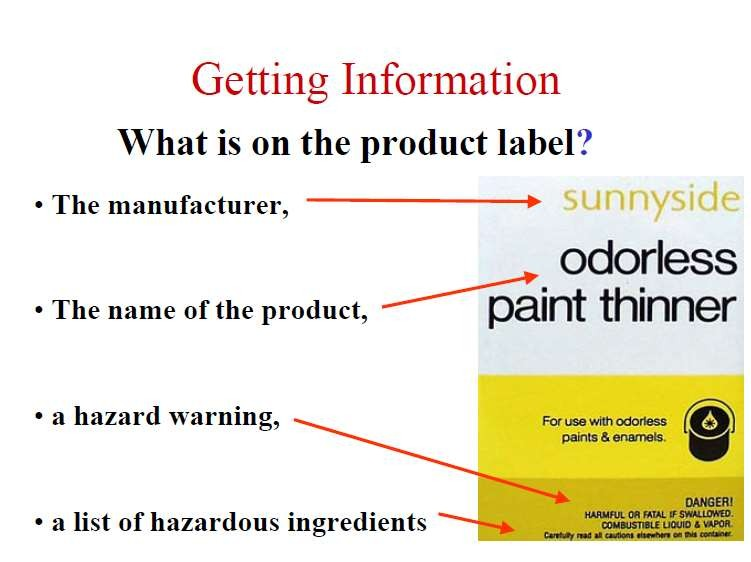 Getting Information
What is on the product label?
• The manufacturer,
• The name of the product,
• a hazard warning,
• a list of hazardous ingredients
sunnyside
odorless
paint thinner
For use with odorless
paints & enamels.
DANGER!
HARMFUL OR FATAL IF SWALLOWED.
COMBUSTIBLE LIQUID & VAPOR.
Carefully read all cautions elsewhere on this container.